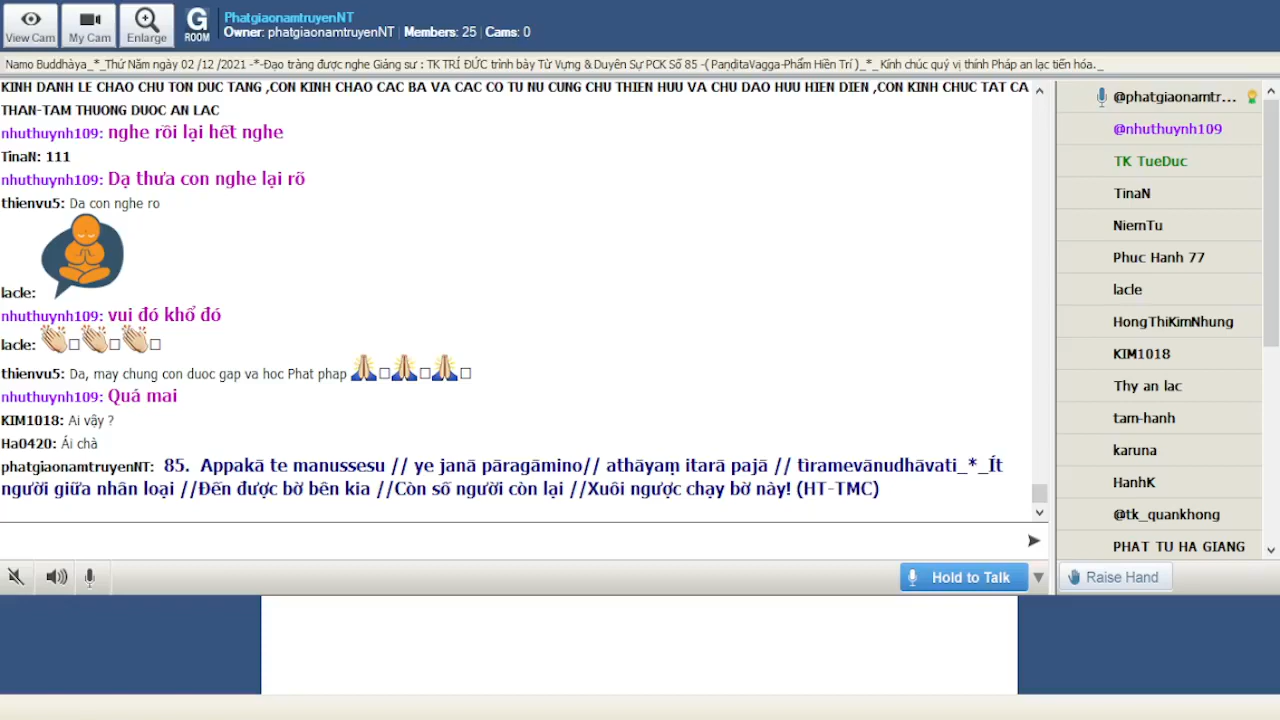 View Cam
My Cam
Enlarge
G
ROOM
PhatgiaonamtruyenNT
Owner: phatgiaonamtruyenNT | Members: 25 | Cams: 0
Namo Buddhàya_*_Thứ Năm ngày 02 /12 /2021 -*-Đạo tràng được nghe Giảng sư : TK TRÍ ĐỨC trình bày Từ Vựng & Duyên Sự PCK Số 85 -( PaṇḍitaVagga-Phẩm Hiền Trí )_*_ Kính chúc quý vị thính Pháp an lạc tiến hóa._
KINH DANH LE CHAO CHU TON DUC TANG ,CON KINH CHAO CAC BA VA CAC CO TU NU CUNG CHU THIEN HUU VA CHU DAO HUU HIEN DIEN ,CON KINH CHUC TAT CA
THAN-TAM THUONG DUOC AN LAC
nhuthuynh109: nghe rồi lại hết nghe
TinaN: 111
nhuthuynh109: Dạ thưa con nghe lại rõ
thienvu5: Da con nghe ro
lacle:
nhuthuynh109: vui đó khổ đó
lacle:
thienvu5: Da, may chung con duoc gap va hoc Phat phap
nhuthuynh109: Quá mai
KIM1018: Ai vậy ?
Ha0420: Ái chà
phatgiaonamtruyenNT: 85. Appakā te manussesu // ye janā pāragāmino// athāyaṃ itarā pajā // tīramevānudhāvati_*_Ít
người giữa nhân loại //Đến được bờ bên kia //Còn số người còn lại //Xuôi ngược chạy bờ này! (HT-TMC)
Hold to Talk
@phatgiaonamtr...
@nhuthuynh109
TK TueDuc
TinaN
NiemTu
Phuc Hanh 77
lacle
HongThiKimNhung
KIM1018
Thy an lac
tam-hanh
karuna
HanhK
@tk_quankhong
PHAT TU HA GIANG
Raise Hand